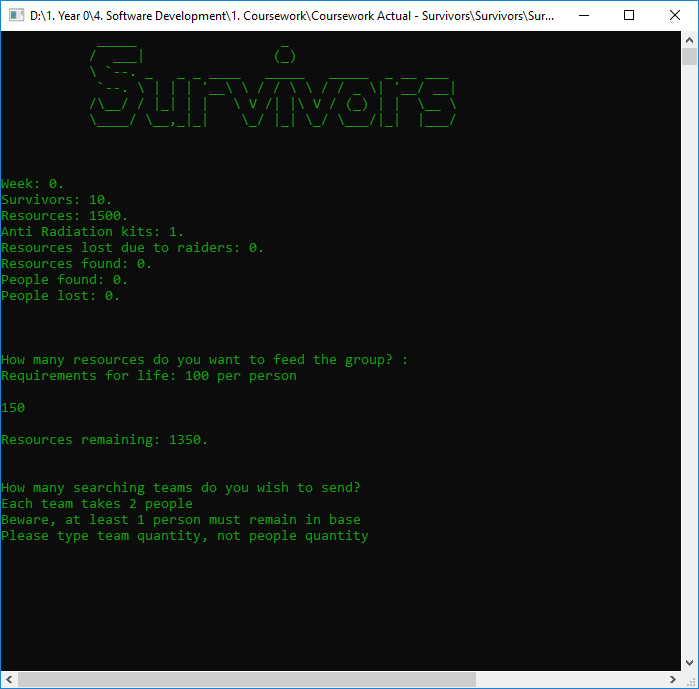 D:\1. Year 0\4. Software Development\1. Coursework\Coursework Actual - Survivors\Survivors\Sur...
Survivors
Week: 0.
Survivors: 10.
Resources: 1500.
Anti Radiation kits: 1.
Resources lost due to raiders: 0.
Resources found: 0.
People found: 0.
People lost: 0.
How many resources do you want to feed the group? :
Requirements for life: 100 per person
150
Resources remaining: 1350.
How many searching teams do you wish to send?
Each team takes 2 people
Beware, at least 1 person must remain in base
Please type team quantity, not people quantity